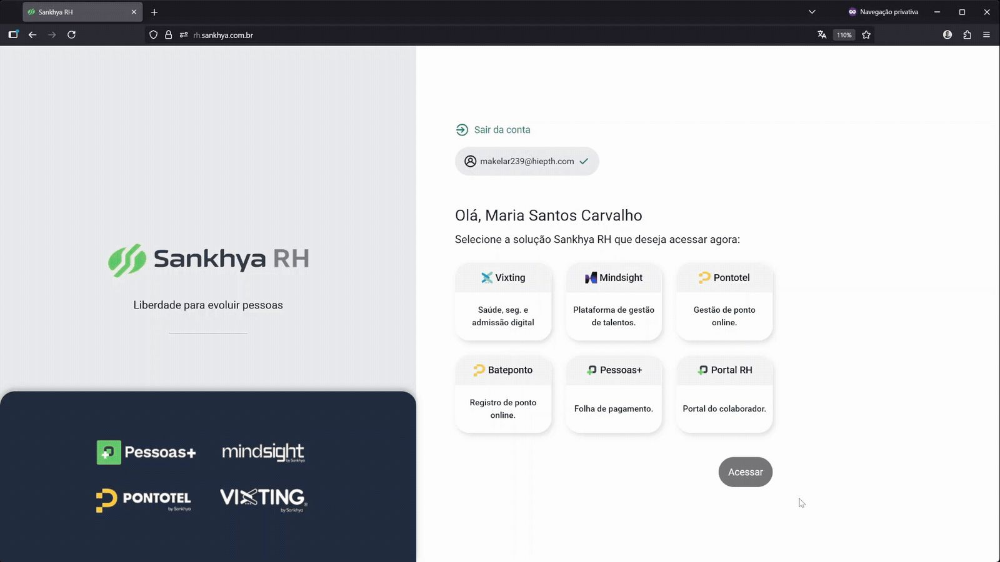 Sankhya RH
Navegação privativa
rh.sankhya.com.br
110%
Sankhya RH
Liberdade para evoluir pessoas
Pessoas+
mindsight
by Sankhya
PONTOTEL
by Sankhya
VIXTING®
by Sankhya
Sair da conta
makelar239@hiepth.com
Olá, Maria Santos Carvalho
Selecione a solução Sankhya RH que deseja acessar agora:
Vixting
Saúde, seg. e
admissão digital
Mindsight
Plataforma de gestão
de talentos.
Pontotel
Gestão de ponto
online.
Bateponto
Registro de ponto
online.
Pessoas+
Folha de pagamento.
Portal RH
Portal do colaborador.
Acessar